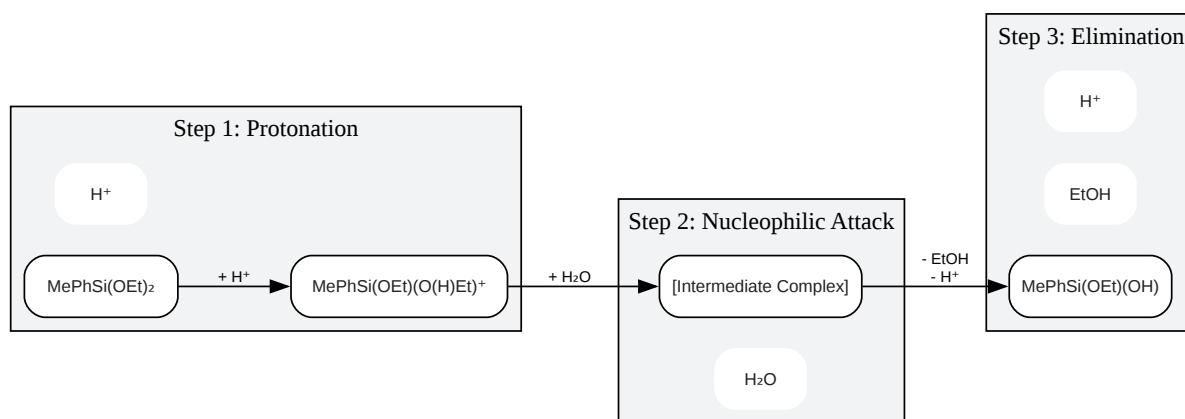 Step 1: Protonation
H⁺
MePhSi(OEt)₂
+ H⁺
MePhSi(OEt)(O(H)Et)⁺
+ H₂O
Step 2: Nucleophilic Attack
[Intermediate Complex]
H₂O
- EtOH
- H⁺
Step 3: Elimination
H⁺
EtOH
MePhSi(OEt)(OH)